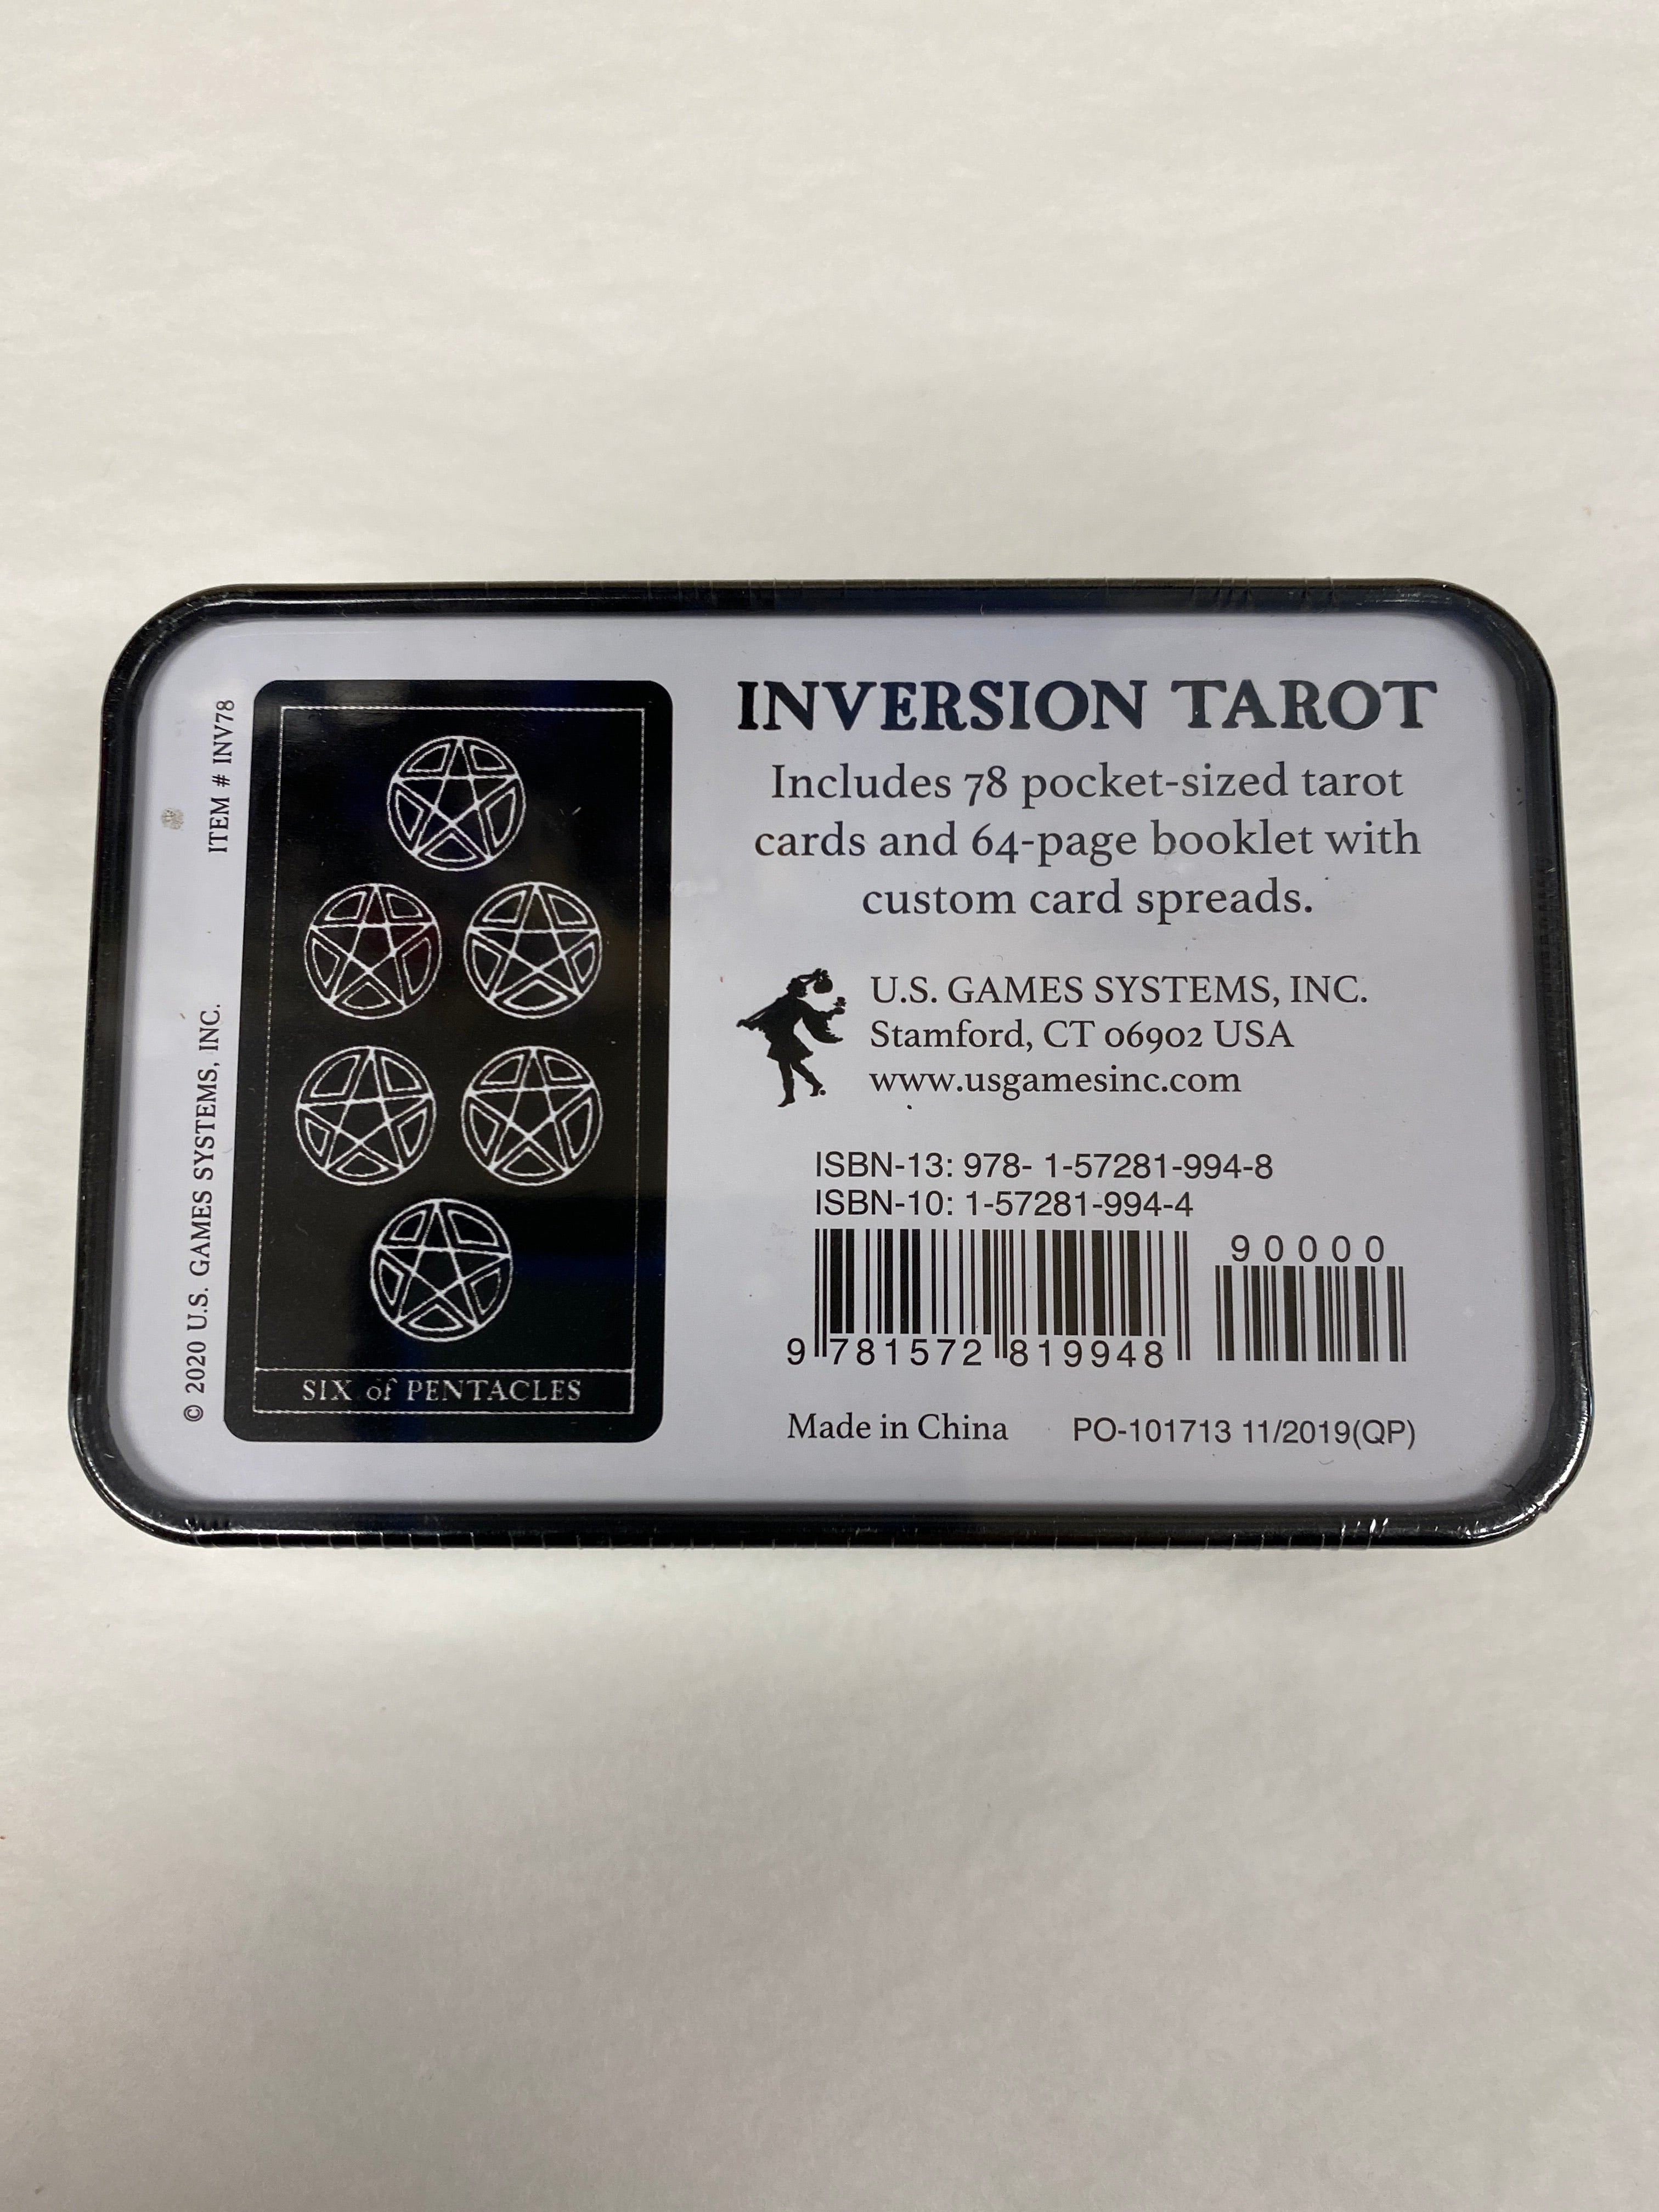 ITEM # INV78
© 2020 U.S. GAMES SYSTEMS, INC.
SIX of PENTACLES
INVERSION TAROT
Includes 78 pocket-sized tarot
cards and 64-page booklet with
custom card spreads.
U.S. GAMES SYSTEMS, INC.
Stamford, CT 06902 USA
www.usgamesinc.com
ISBN-13: 978- 1-57281-994-8
ISBN-10: 1-57281-994-4
90000
9 781572 819948
Made in China PO-101713 11/2019(QP)